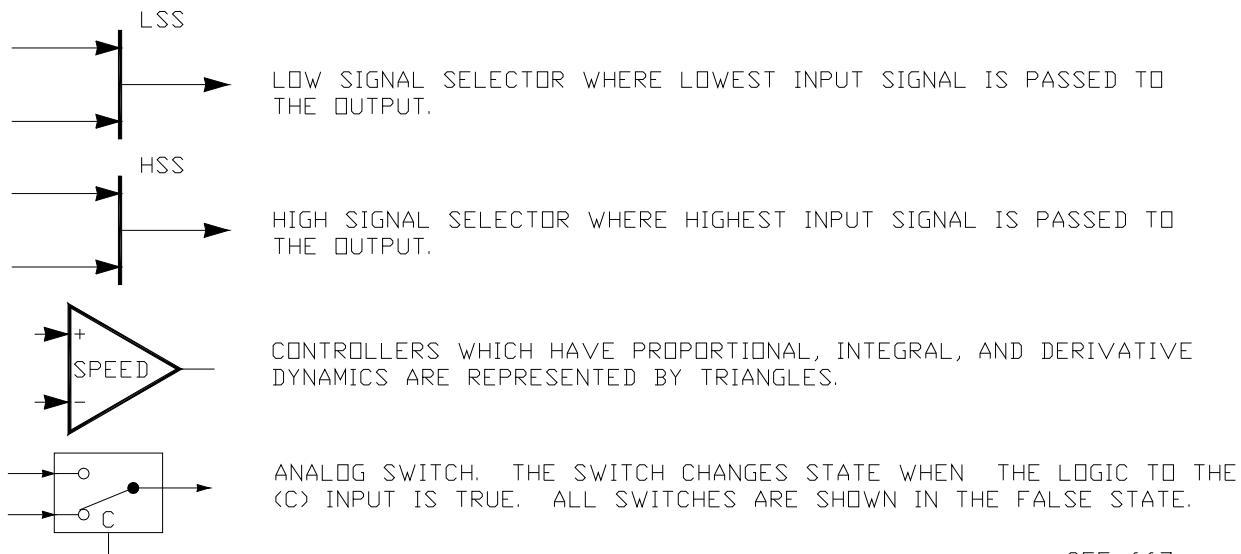 LSS
LOW SIGNAL SELECTOR WHERE LOWEST INPUT SIGNAL IS PASSED TO
THE OUTPUT.
HSS
HIGH SIGNAL SELECTOR WHERE HIGHEST INPUT SIGNAL IS PASSED TO
THE OUTPUT.
+
SPEED
-
CONTROLLERS WHICH HAVE PROPORTIONAL, INTEGRAL, AND DERIVATIVE
DYNAMICS ARE REPRESENTED BY TRIANGLES.
C
ANALOG SWITCH. THE SWITCH CHANGES STATE WHEN THE LOGIC TO THE
(C) INPUT IS TRUE. ALL SWITCHES ARE SHOWN IN THE FALSE STATE.